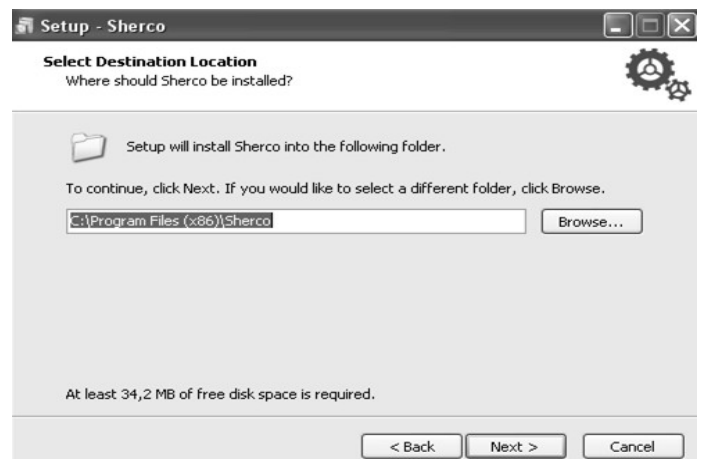 Setup - Sherco
Select Destination Location
Where should Sherco be installed?
Setup will install Sherco into the following folder.
To continue, click Next. If you would like to select a different folder, click Browse.
C:\Program Files (x86)\Sherco
Browse...
At least 34,2 MB of free disk space is required.
< Back
Next >
Cancel